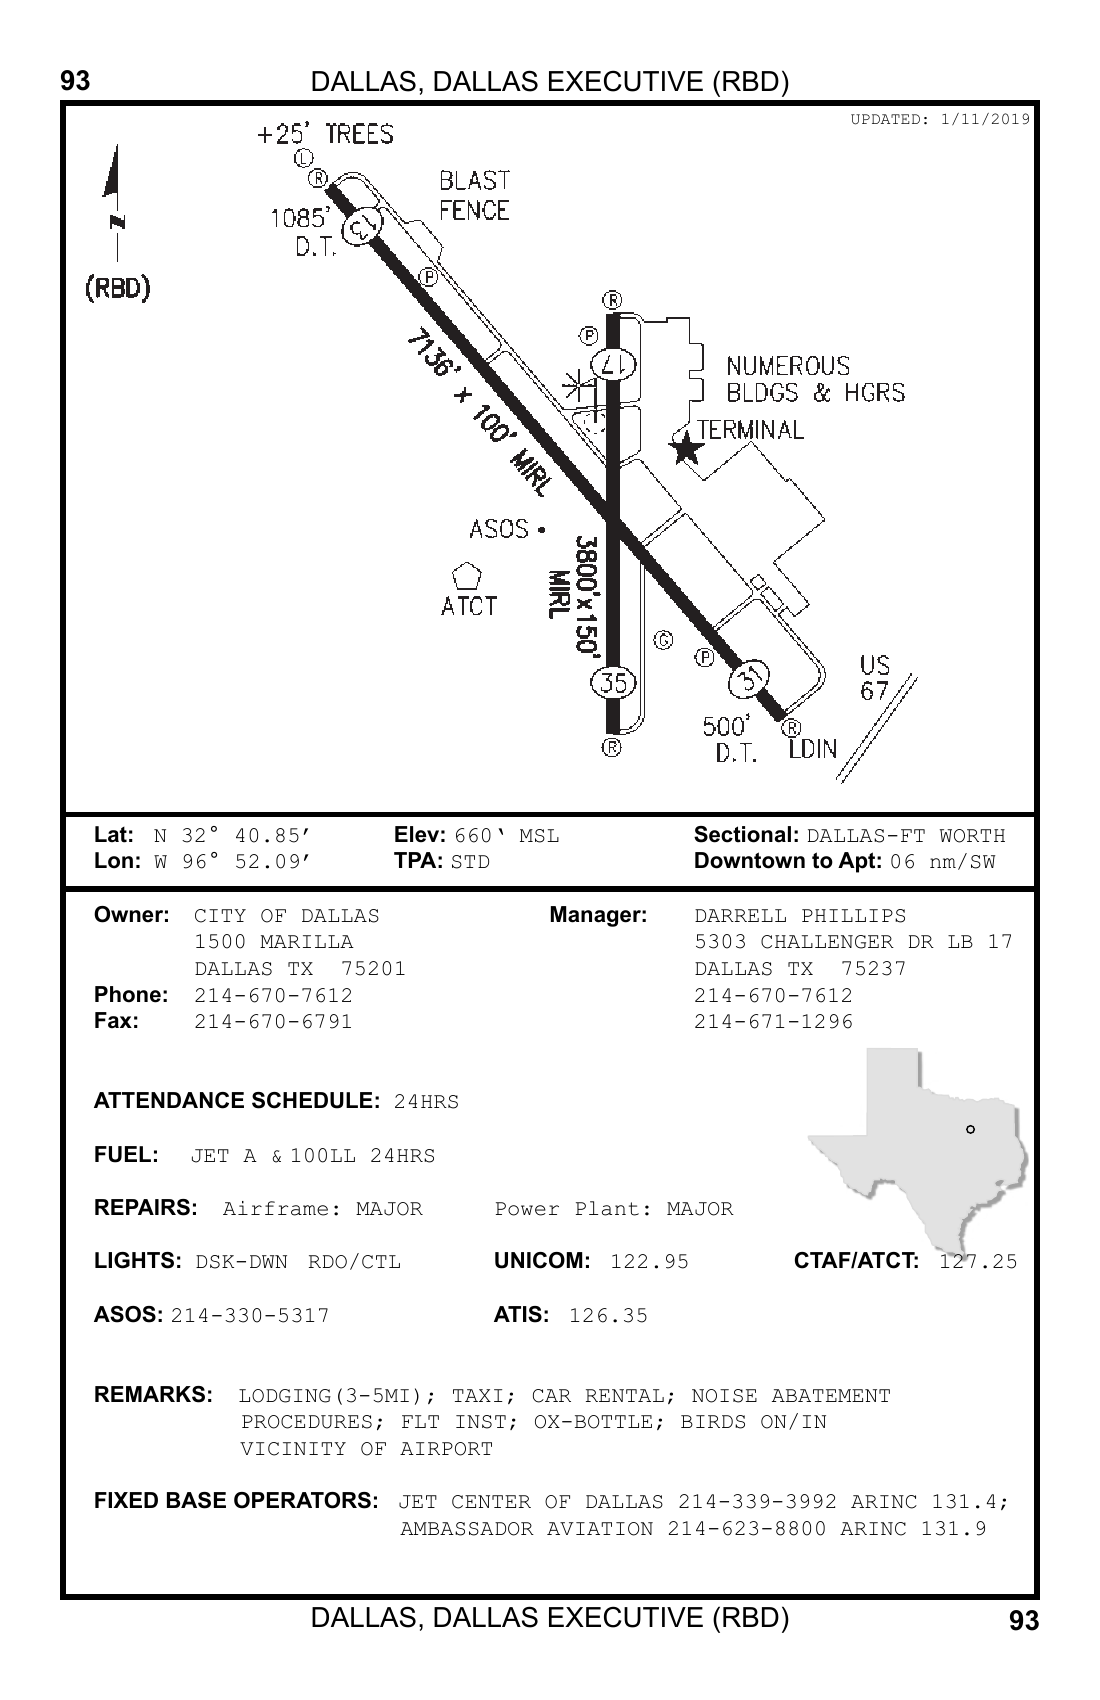 93
DALLAS, DALLAS EXECUTIVE (RBD)
UPDATED: 1/11/2019
+25' TREES
L
R
BLAST
FENCE
1085'
D.T.
13
N
(RBD)
P
R
P
17
7136' x 100' MIRL
NUMEROUS
BLDGS & HGRS
TERMINAL
ASOS
3800' x 150'
MIRL
ATCT
G
P
35
31
US
67
500'
D.T.
R
LDIN
R
Lat: N 32° 40.85′ Elev: 660‛ MSL Sectional: DALLAS-FT WORTH
Lon: W 96° 52.09′ TPA: STD Downtown to Apt: 06 nm/SW
Owner: CITY OF DALLAS Manager: DARRELL PHILLIPS
1500 MARILLA 5303 CHALLENGER DR LB 17
DALLAS TX 75201 DALLAS TX 75237
Phone: 214-670-7612 214-670-7612
Fax: 214-670-6791 214-671-1296
ATTENDANCE SCHEDULE: 24HRS
FUEL: JET A & 100LL 24HRS
REPAIRS: Airframe: MAJOR Power Plant: MAJOR
LIGHTS: DSK-DWN RDO/CTL UNICOM: 122.95 CTAF/ATCT: 127.25
ASOS: 214-330-5317 ATIS: 126.35
REMARKS: LODGING(3-5MI); TAXI; CAR RENTAL; NOISE ABATEMENT
PROCEDURES; FLT INST; OX-BOTTLE; BIRDS ON/IN
VICINITY OF AIRPORT
FIXED BASE OPERATORS: JET CENTER OF DALLAS 214-339-3992 ARINC 131.4;
AMBASSADOR AVIATION 214-623-8800 ARINC 131.9
DALLAS, DALLAS EXECUTIVE (RBD)
93